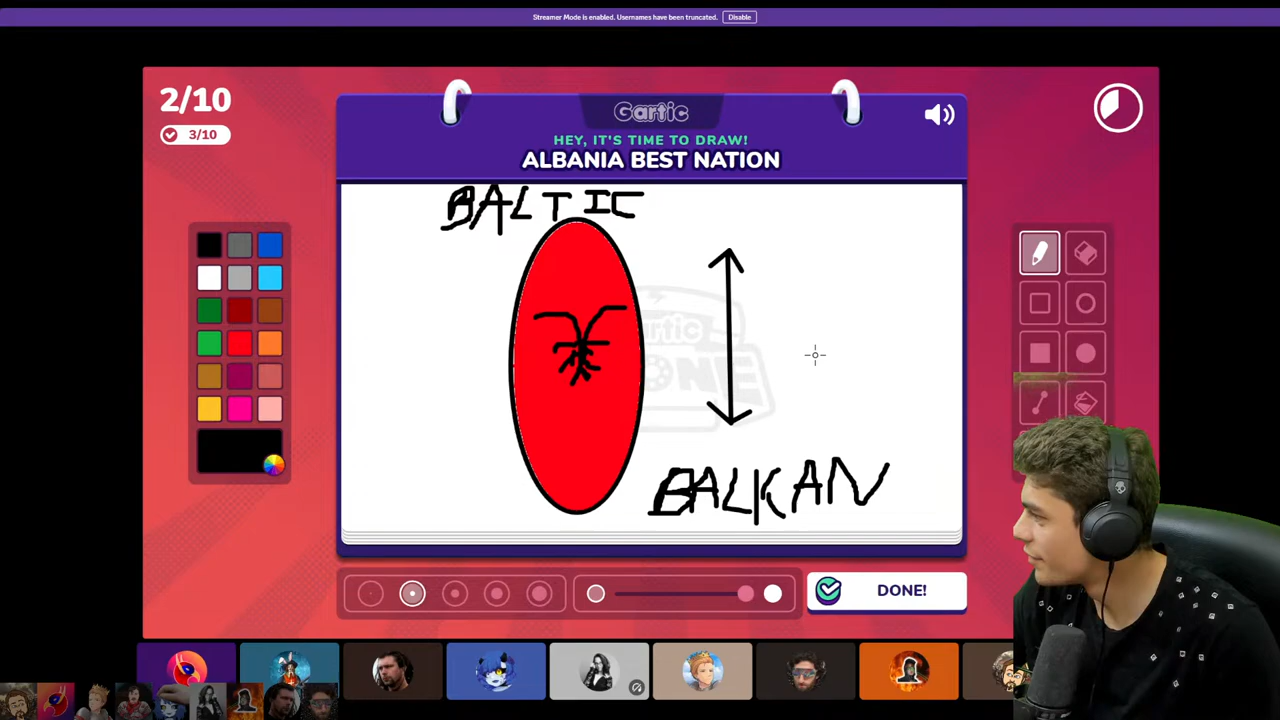 Streamer Mode is enabled. Usernames have been truncated. Disable
2/10
3/10
Gartic
HEY, IT'S TIME TO DRAW!
ALBANIA BEST NATION
BALTIC
BALKAN
DONE!